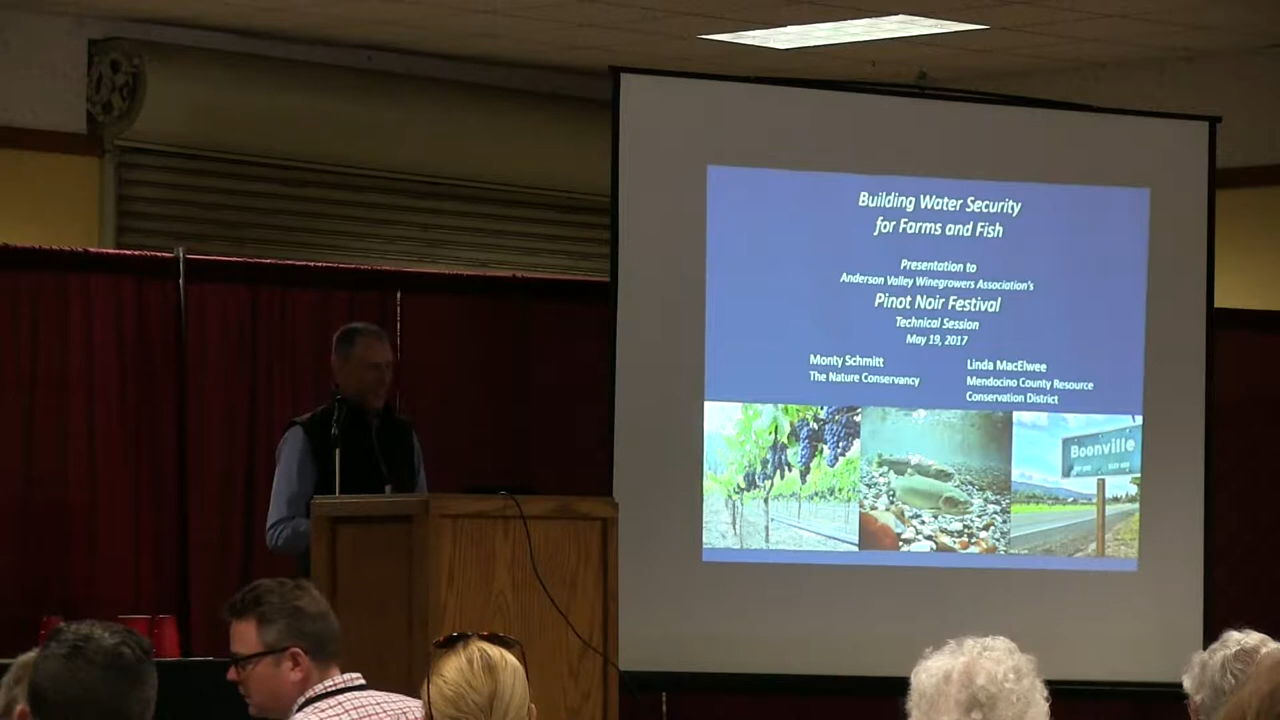 Building Water Security
for Farms and Fish
Presentation to
Anderson Valley Winegrowers Association's
Pinot Noir Festival
Technical Session
May 19, 2017
Monty Schmitt
The Nature Conservancy
Linda MacElwee
Mendocino County Resource
Conservation District
Boonville